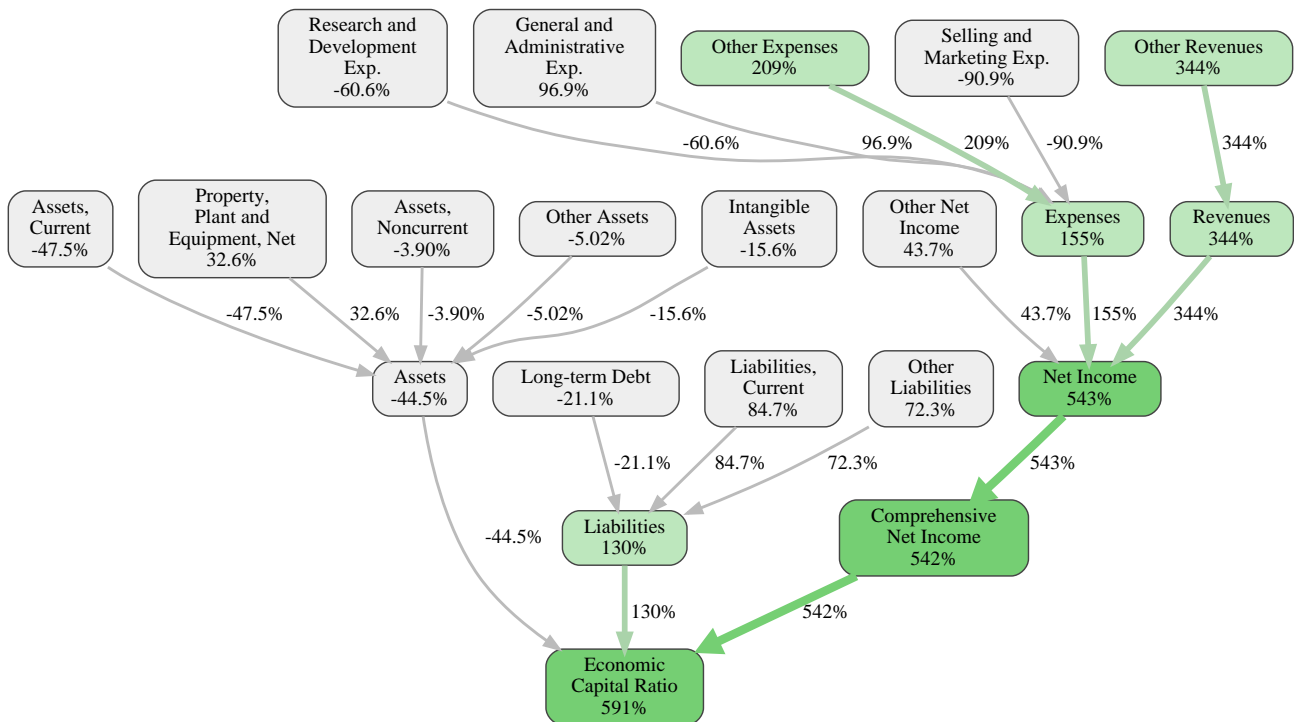 Research and
Development
Exp.
-60.6%
General and
Administrative
Exp.
96.9%
Other Expenses
209%
Selling and
Marketing Exp.
-90.9%
Other Revenues
344%
-60.6%
96.9%
209%
-90.9%
344%
Assets,
Current
-47.5%
Property,
Plant and
Equipment, Net
32.6%
Assets,
Noncurrent
-3.90%
Other Assets
-5.02%
Intangible
Assets
-15.6%
Other Net
Income
43.7%
Expenses
155%
Revenues
344%
-47.5%
32.6%
-3.90%
-5.02%
-15.6%
43.7%
155%
344%
Assets
-44.5%
Long-term Debt
-21.1%
Liabilities,
Current
84.7%
Other
Liabilities
72.3%
Net Income
543%
-21.1%
84.7%
72.3%
543%
-44.5%
Liabilities
130%
Comprehensive
Net Income
542%
130%
542%
Economic
Capital Ratio
591%